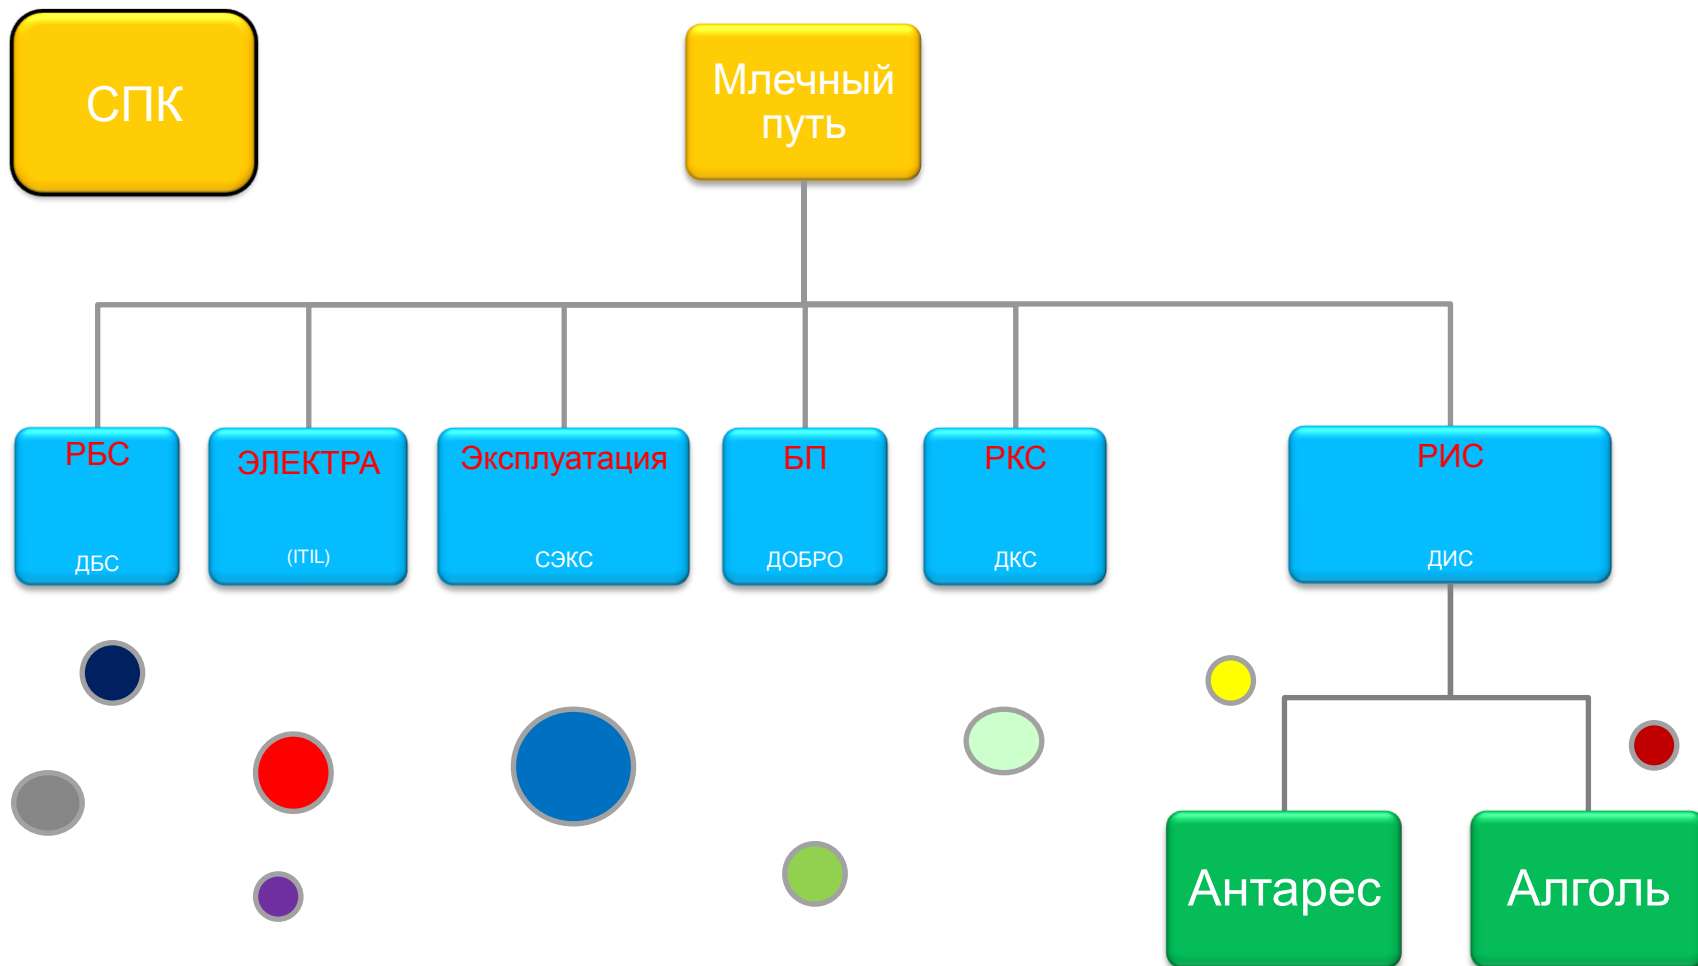 СПК
Млечный
путь
РБС
ДБС
ЭЛЕКТРА
(ITIL)
Эксплуатация
СЭКС
БП
ДОБРО
РКС
ДКС
РИС
ДИС
Антарес
Алголь